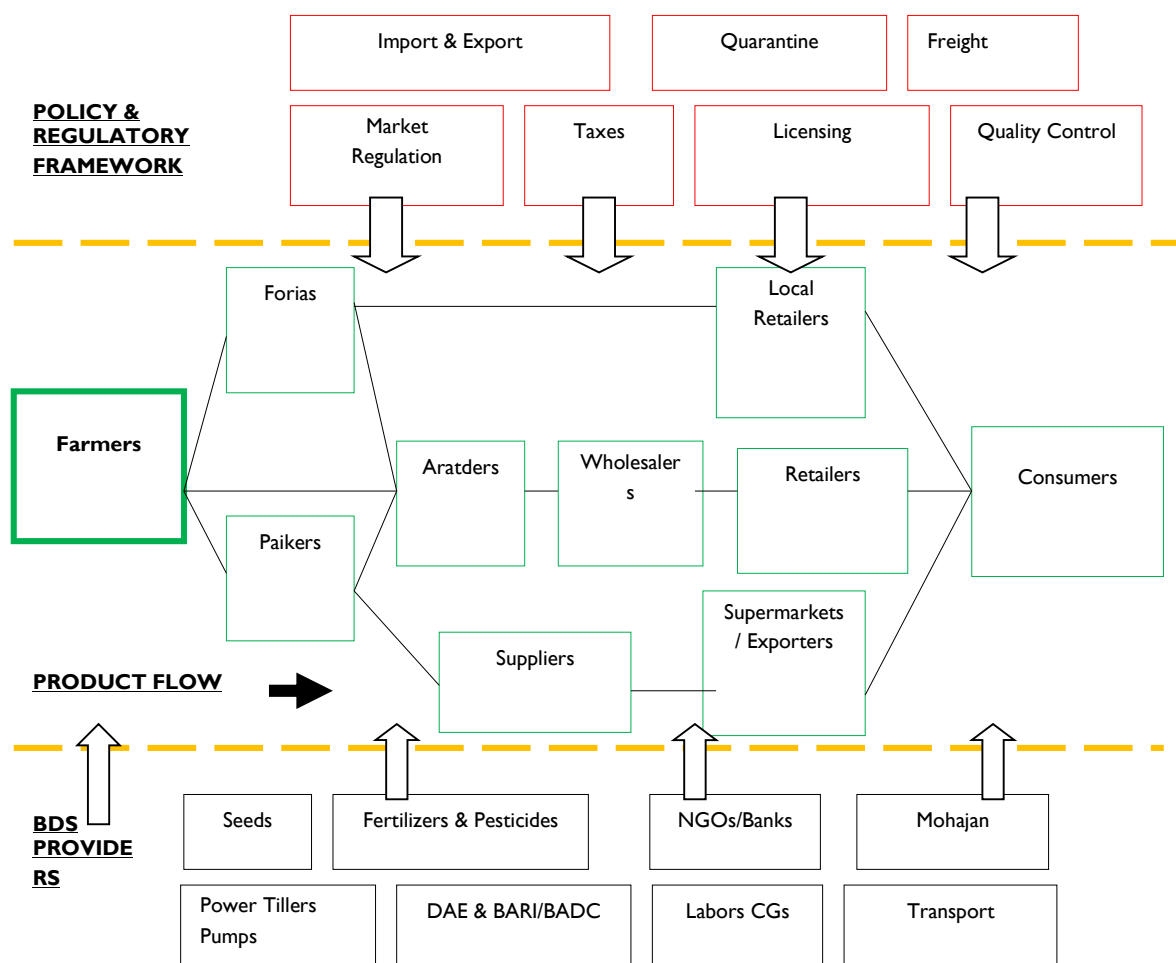 Import & Export
Quarantine
Freight
POLICY &
REGULATORY
FRAMEWORK
Market
Regulation
Taxes
Licensing
Quality Control
Forias
Local
Retailers
Farmers
Aratders
Wholesaler
s
Retailers
Consumers
Paikers
Suppliers
Supermarkets
/ Exporters
PRODUCT FLOW
BDS
PROVIDE
RS
Seeds
Fertilizers & Pesticides
NGOs/Banks
Mohajan
Power Tillers
Pumps
DAE & BARI/BADC
Labors CGs
Transport